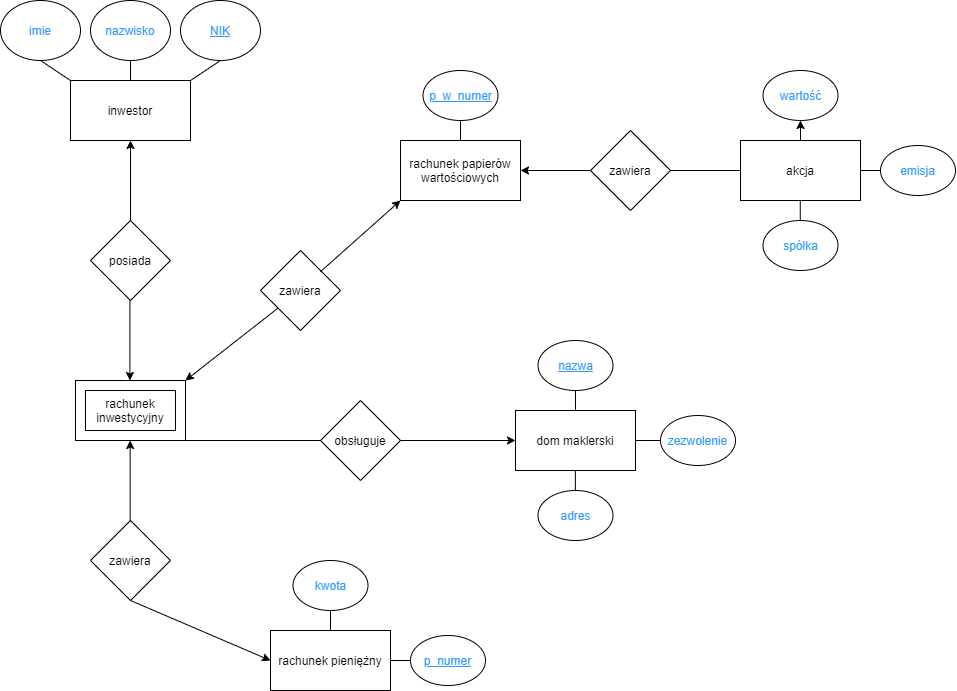 imie
nazwisko
NIK
inwestor
p_w_numer
wartość
rachunek papierów
wartościowych
zawiera
akcja
emisja
spółka
posiada
zawiera
rachunek
inwestycyjny
nazwa
obsługuje
dom maklerski
zezwolenie
adres
zawiera
kwota
rachunek pieniężny
p_numer